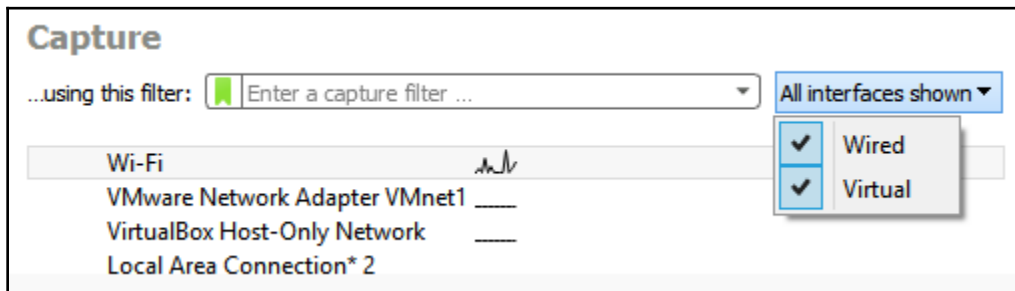 Capture
...using this filter: Enter a capture filter ... All interfaces shown
Wired
Virtual
Wi-Fi
VMware Network Adapter VMnet1
VirtualBox Host-Only Network
Local Area Connection* 2